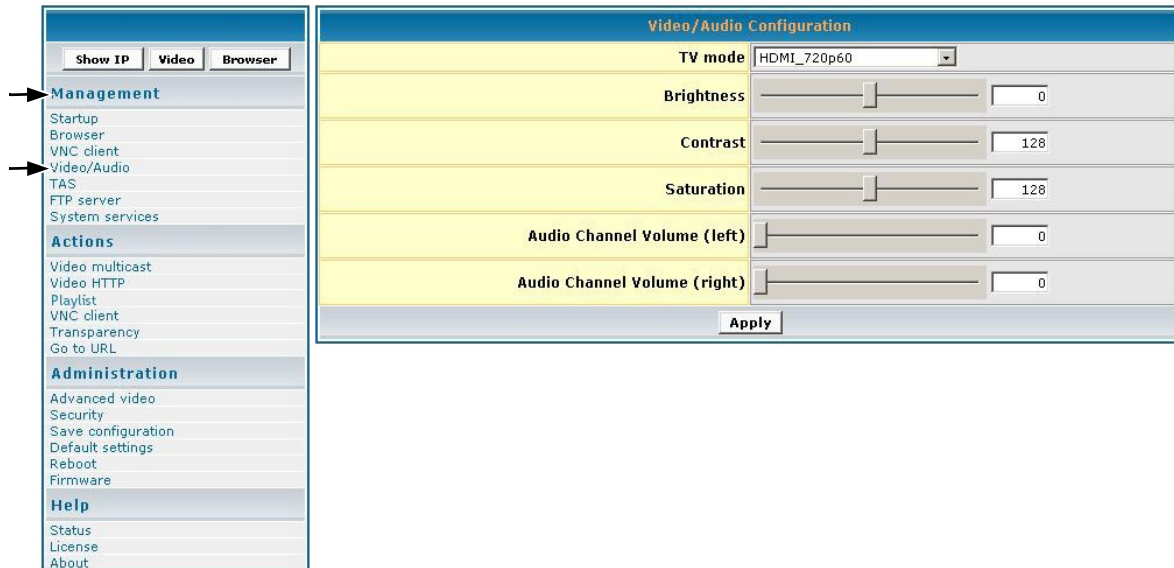 Show IP Video Browser
Management
Startup
Browser
VNC client
Video/Audio
TAS
FTP server
System services
Actions
Video multicast
Video HTTP
Playlist
VNC client
Transparency
Go to URL
Administration
Advanced video
Security
Save configuration
Default settings
Reboot
Firmware
Help
Status
License
About
Video/Audio Configuration
TV mode HDMI_720p60
Brightness 0
Contrast 128
Saturation 128
Audio Channel Volume (left) 0
Audio Channel Volume (right) 0
Apply